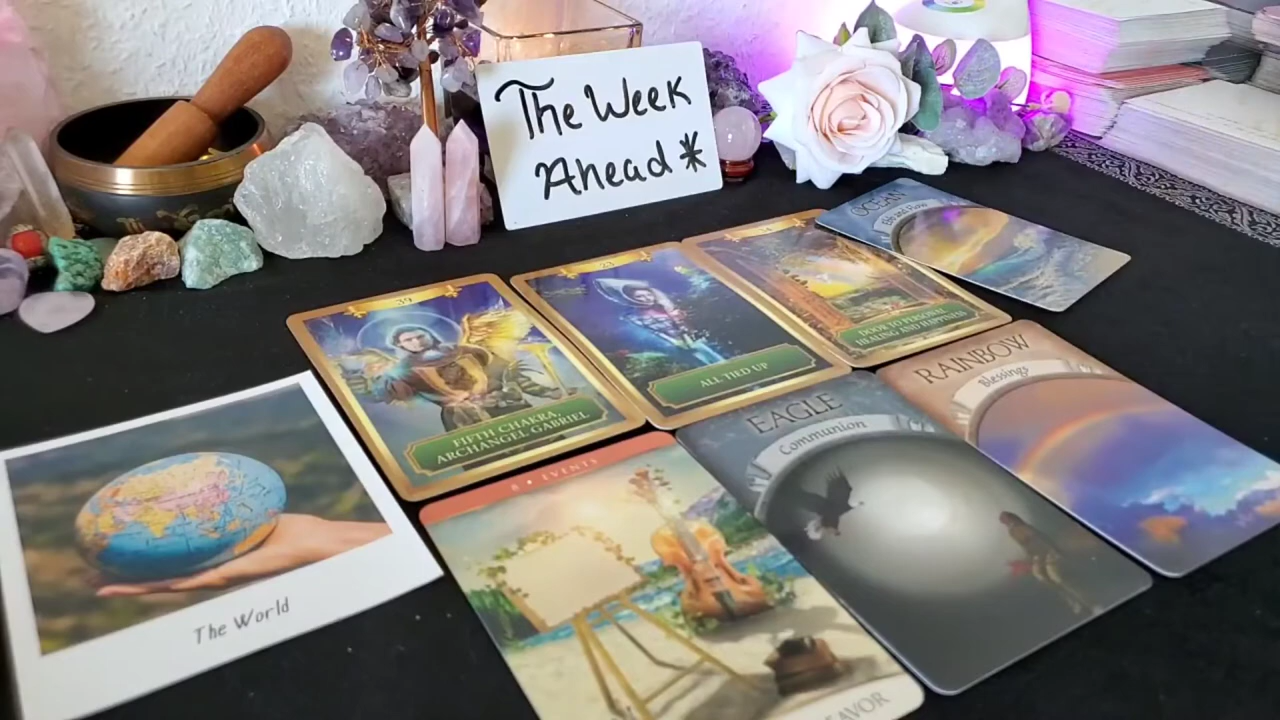 The Week
Ahead *
OCEAN
Ebb and Flow
39
FIFTH CHAKRA,
ARCHANGEL GABRIEL
23
ALL TIED UP
DOOR TO PERSONAL
HEALING AND HAPPINESS
RAINBOW
Blessings
EAGLE
Communion
8 • EVENTS
The World